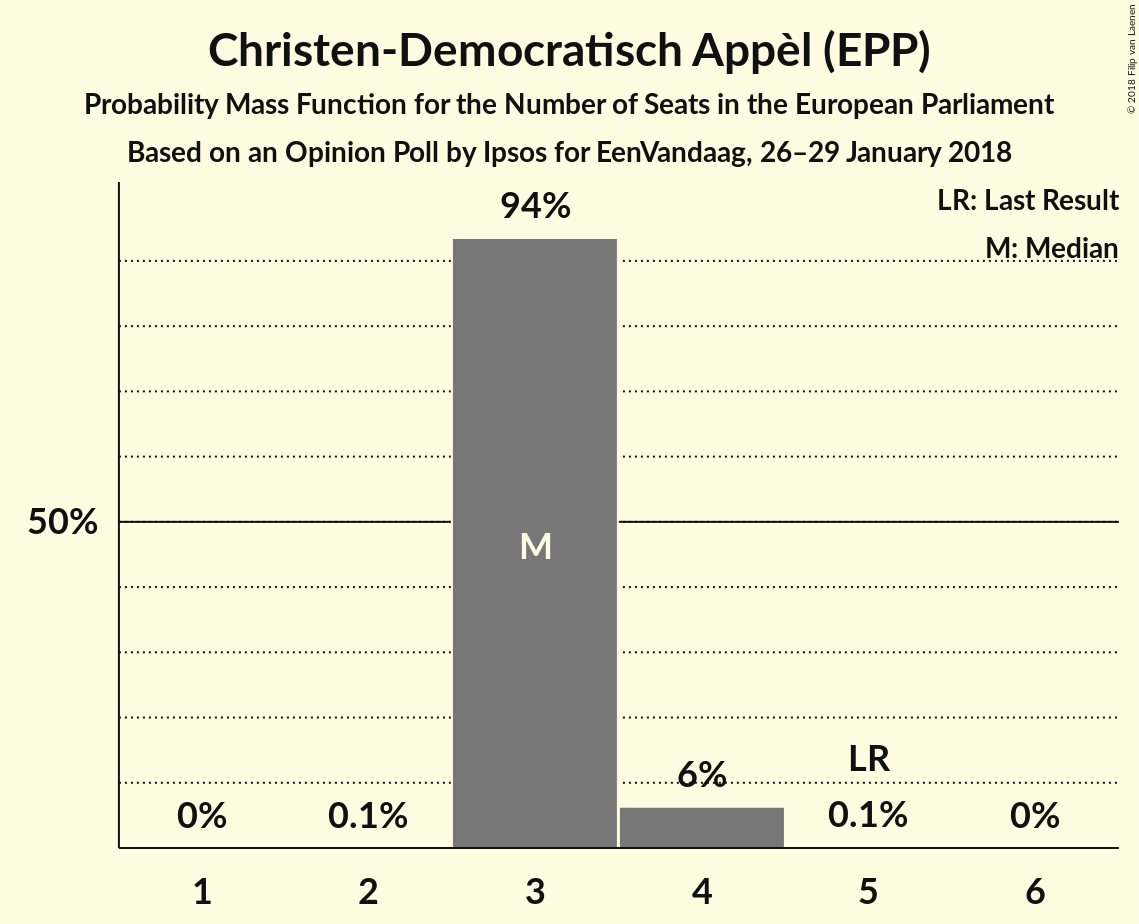 Christen-Democratisch Appèl (EPP)
Probability Mass Function for the Number of Seats in the European Parliament
Based on an Opinion Poll by Ipsos for EenVandaag, 26–29 January 2018
© 2018 Filip van Laenen
LR: Last Result
M: Median
94%
50%
M
LR
6%
0% 0.1% 0.1% 0%
1 2 3 4 5 6